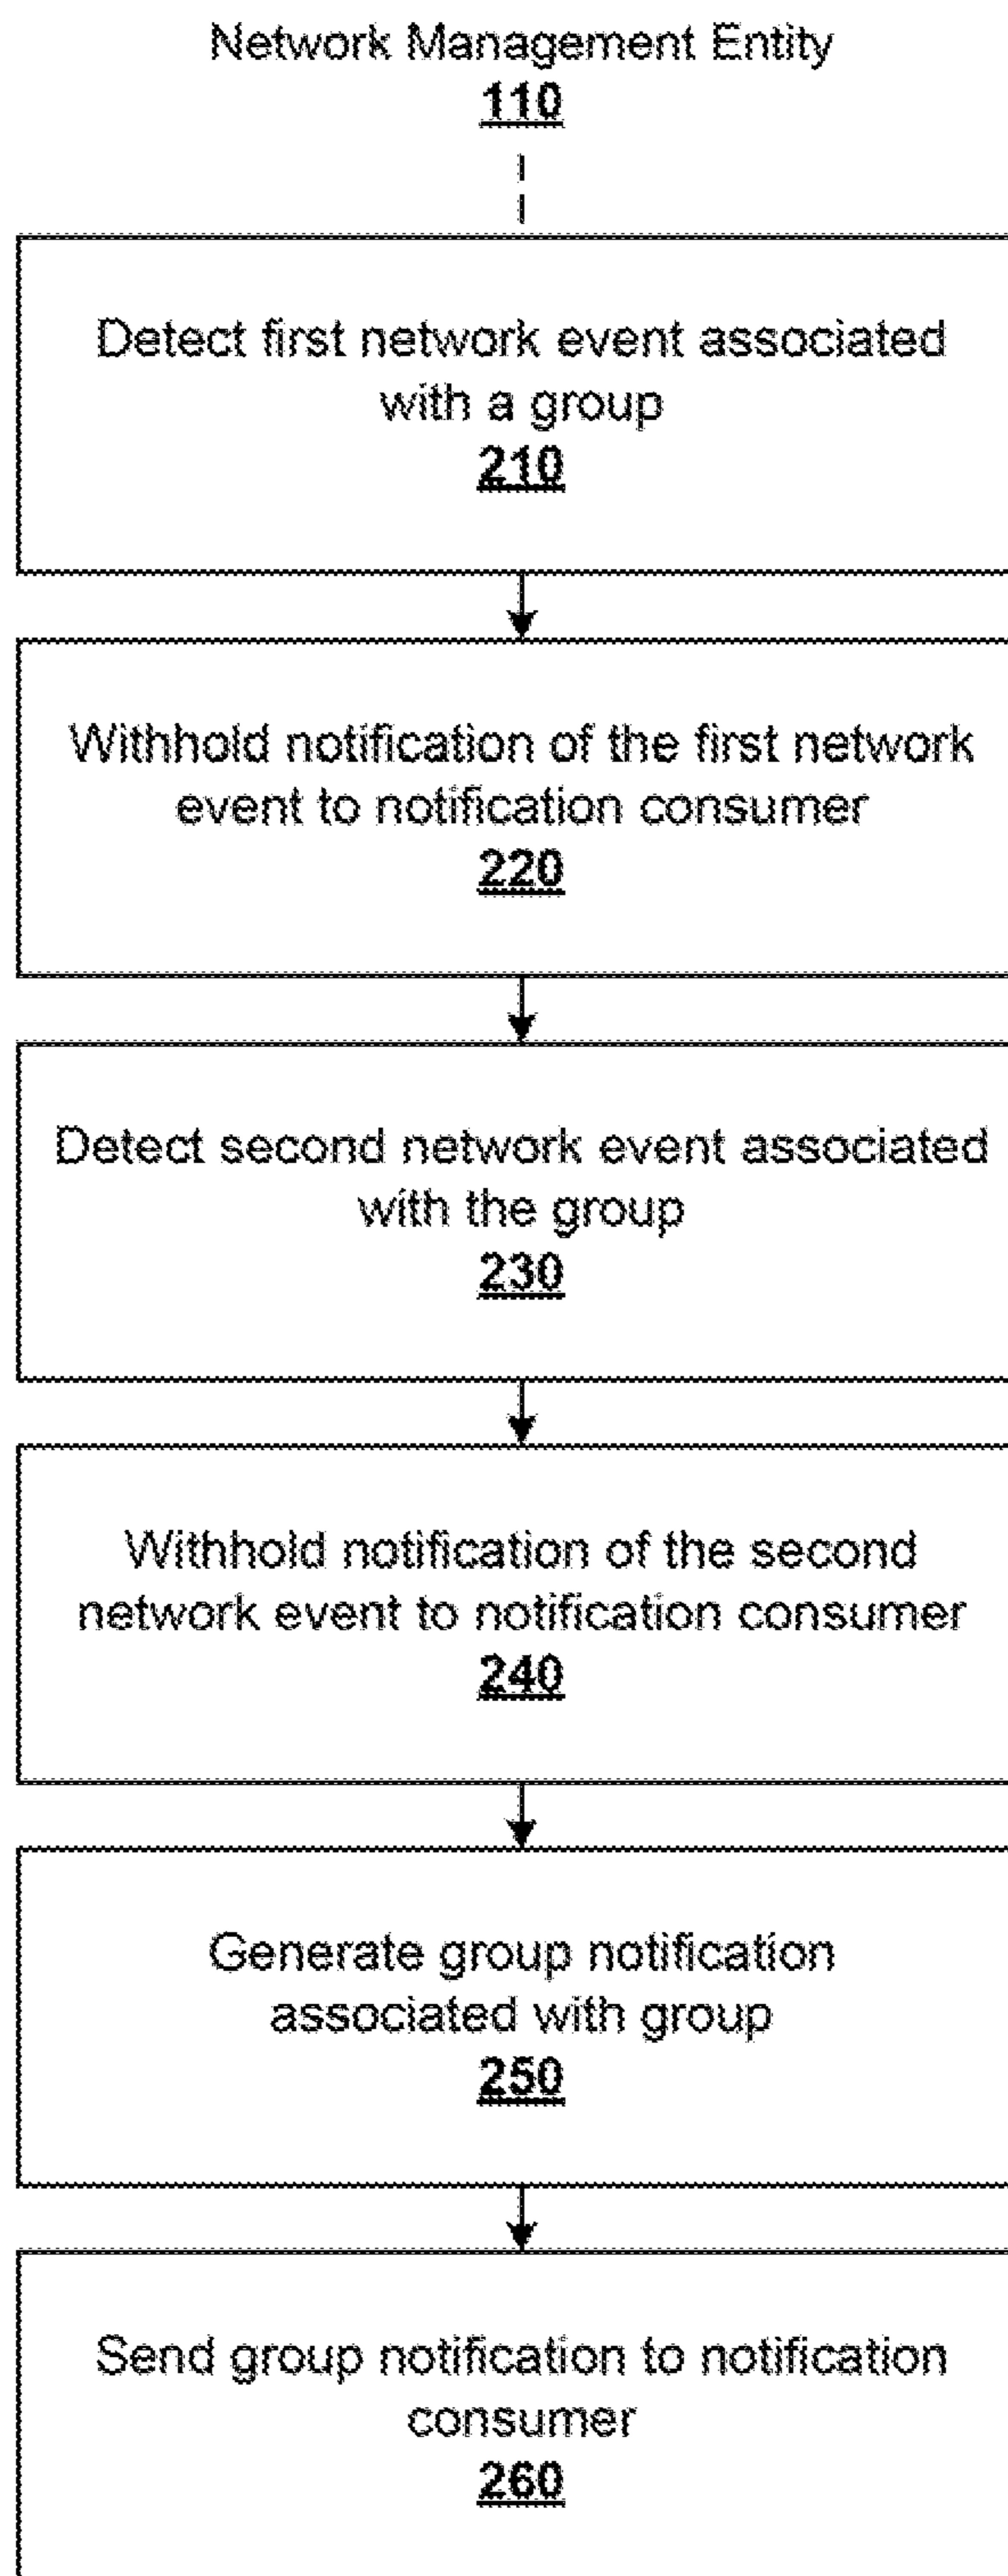 Network Management Entity
110
Detect first network event associated
with a group
210
Withhold notification of the first network
event to notification consumer
220
Detect second network event associated
with the group
230
Withhold notification of the second
network event to notification consumer
240
Generate group notification
associated with group
250
Send group notification to notification
consumer
260